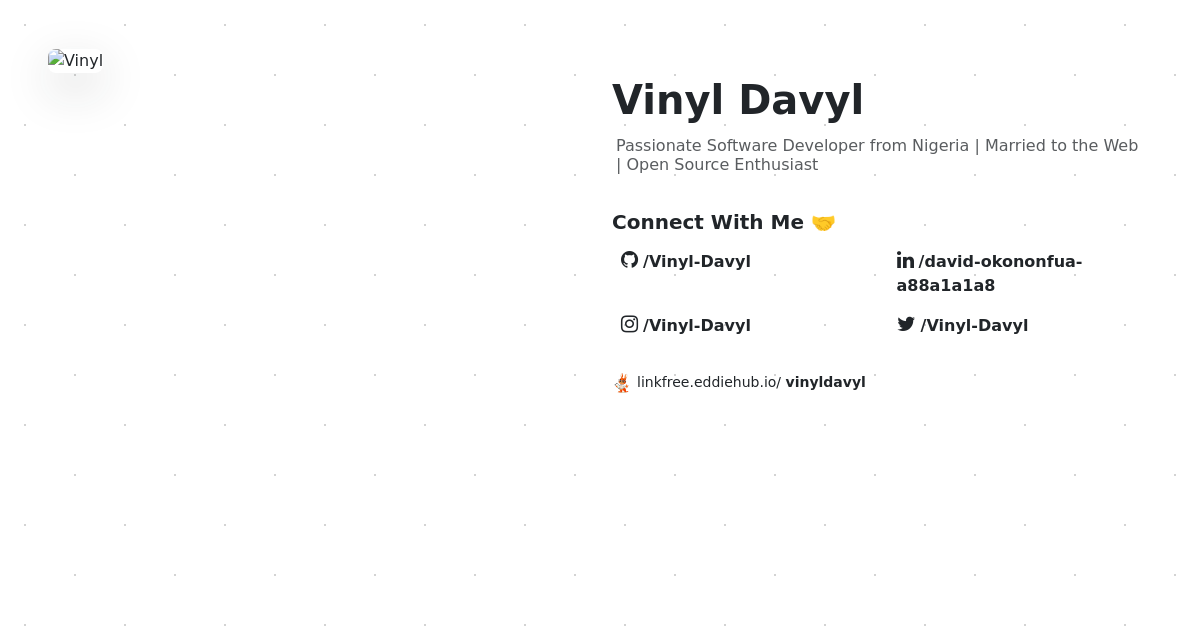 Vinyl
Vinyl Davyl
Passionate Software Developer from Nigeria | Married to the Web
| Open Source Enthusiast
Connect With Me 🤝
/Vinyl-Davyl
/david-okononfua-
a88a1a1a8
/Vinyl-Davyl
/Vinyl-Davyl
linkfree.eddiehub.io/ vinyldavyl